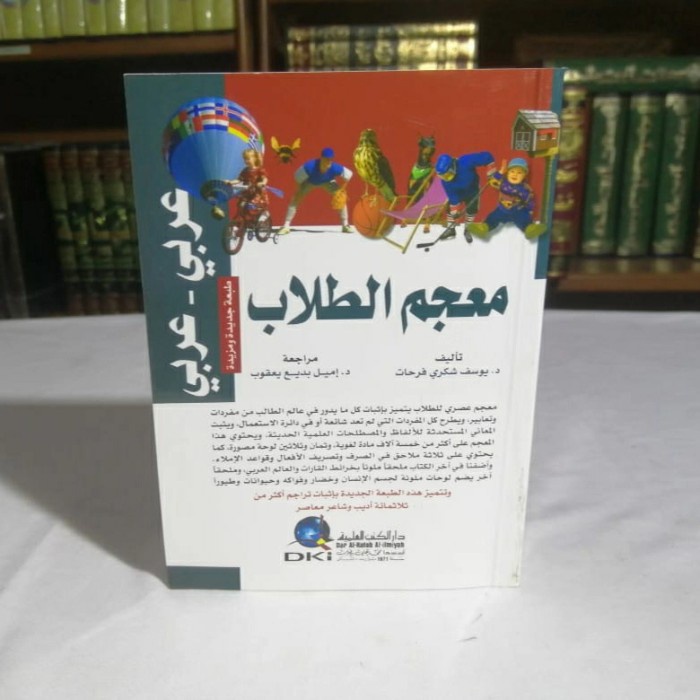 عربي - عربي
طبعة جديدة ومزيدة
معجم الطلاب
تأليف
د. يوسف شكري فرحات
مراجعة
د. إميل بديع يعقوب
معجم عصري للطلاب يتميز بإثبات كل ما يدور في عالم الطالب من مفردات
وتعابير، ويطرح كل المفردات التي لم تعد شائعة أو في دائرة الاستعمال، ويثبت
المعاني المستحدثة للألفاظ والمصطلحات العلمية الحديثة. ويحتوي هذا
المعجم على أكثر من خمسة آلاف مادة لغوية، وثمان وثلاثين لوحة مصورة، كما
يحتوي على ثلاثة ملاحق في الصرف وتصريف الأفعال وقواعد الإملاء.
وأضفنا في آخر الكتاب ملحقاً ملوناً بخرائط القارات والعالم العربي، وملحقاً
آخر يضم لوحات ملونة لجسم الإنسان وخضار وفواكه وحيوانات وطيوراً
وتتميز هذه الطبعة الجديدة بإثبات تراجم أكثر من
ثلاثمائة أديب وشاعر معاصر
دار الكتب العلمية
Dar Al-Kotob Al-ilmiyah
DKi
1971